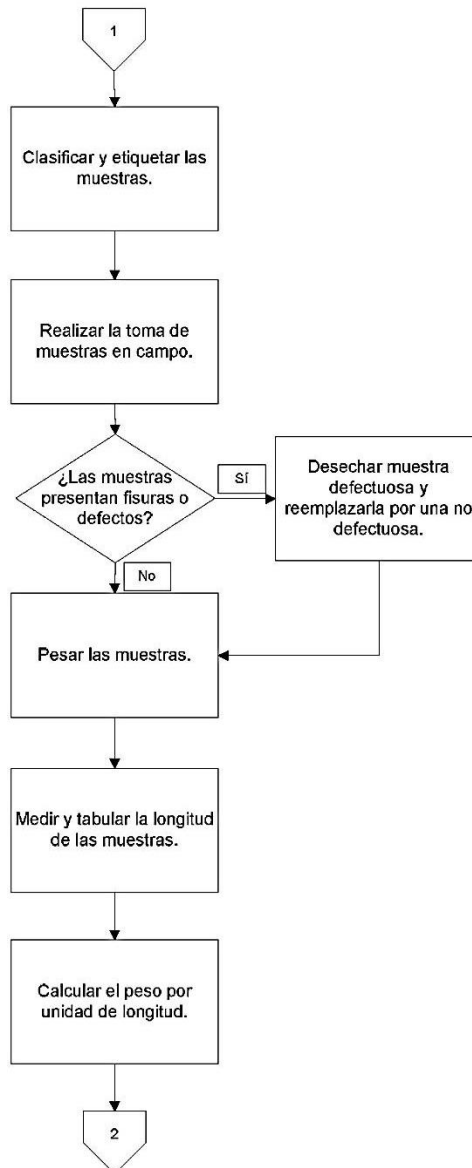 1
Clasificar y etiquetar las
muestras.
Realizar la toma de
muestras en campo.
¿Las muestras
presentan fisuras o
defectos?
Sí
Desechar muestra
defectuosa y
reemplazarla por una no
defectuosa.
No
Pesar las muestras.
Medir y tabular la longitud
de las muestras.
Calcular el peso por
unidad de longitud.
2